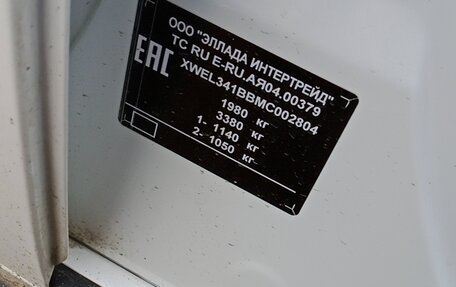 ООО "ЭЛЛАДА ИНТЕРТРЕЙД"
ТС RU E-RU.АЯ04.00379
XWEL341BBMC002804
1980 кг
3380 кг
1- 1140 кг
2- 1050 кг
EAC